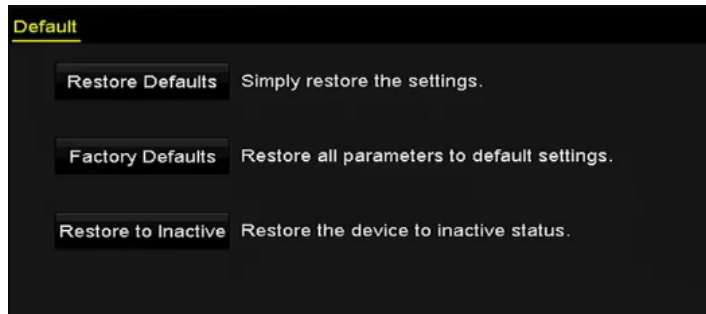 Default
Restore Defaults Simply restore the settings.
Factory Defaults Restore all parameters to default settings.
Restore to Inactive Restore the device to inactive status.